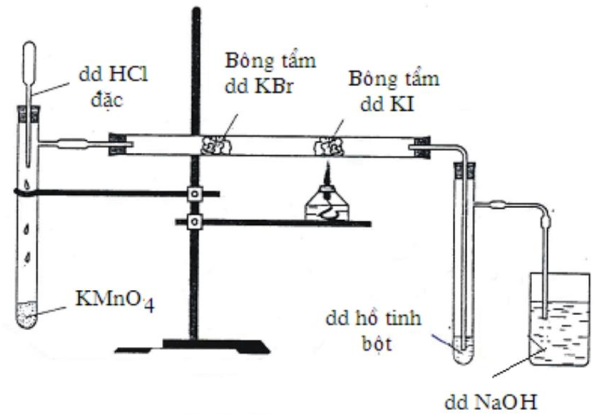 dd HCl
đặc
Bông tẩm
dd KBr
Bông tẩm
dd KI
KMnO4
dd hồ tinh
bột
dd NaOH